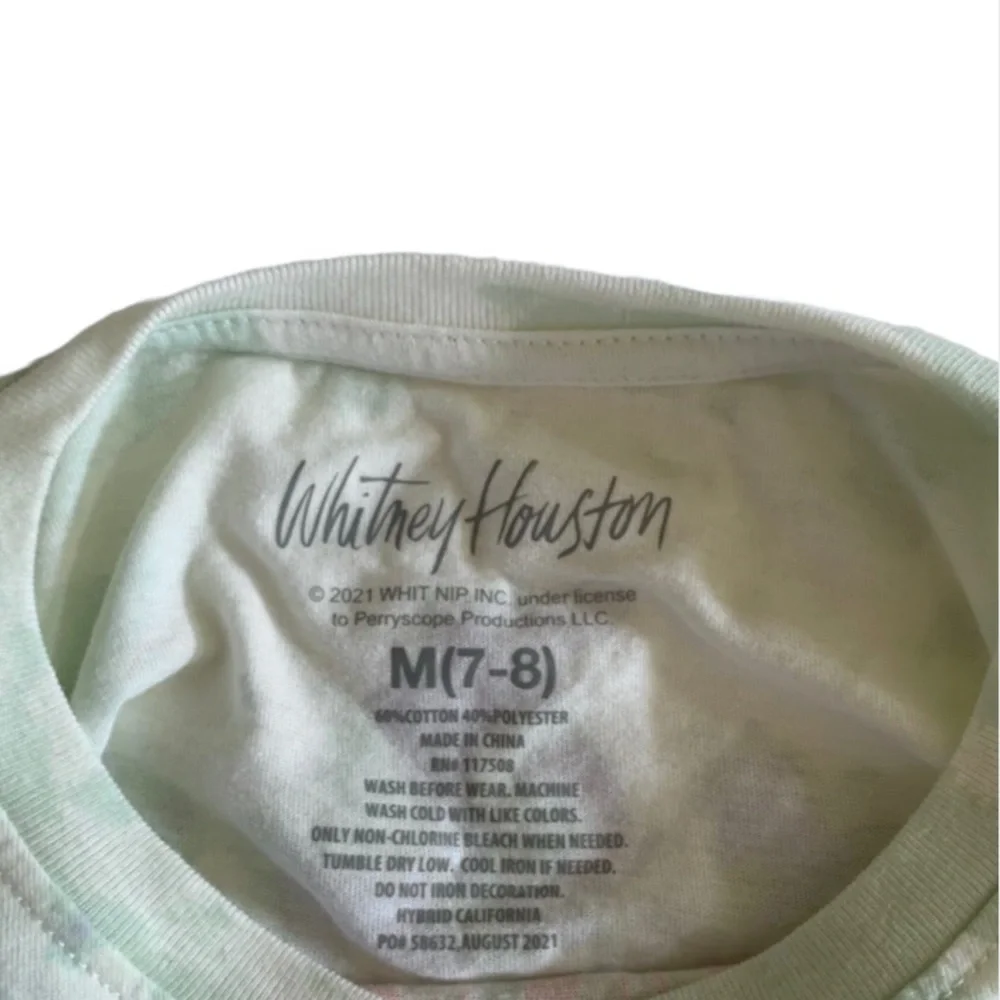 Whitney Houston
© 2021 WHIT NIP. INC. under license
to Perryscope Productions LLC.
M(7-8)
60%COTTON 40%POLYESTER
MADE IN CHINA
RN# 117508
WASH BEFORE WEAR. MACHINE
WASH COLD WITH LIKE COLORS.
ONLY NON-CHLORINE BLEACH WHEN NEEDED.
TUMBLE DRY LOW. COOL IRON IF NEEDED.
DO NOT IRON DECORATION.
HYBRID CALIFORNIA
PO# 58632,AUGUST 2021